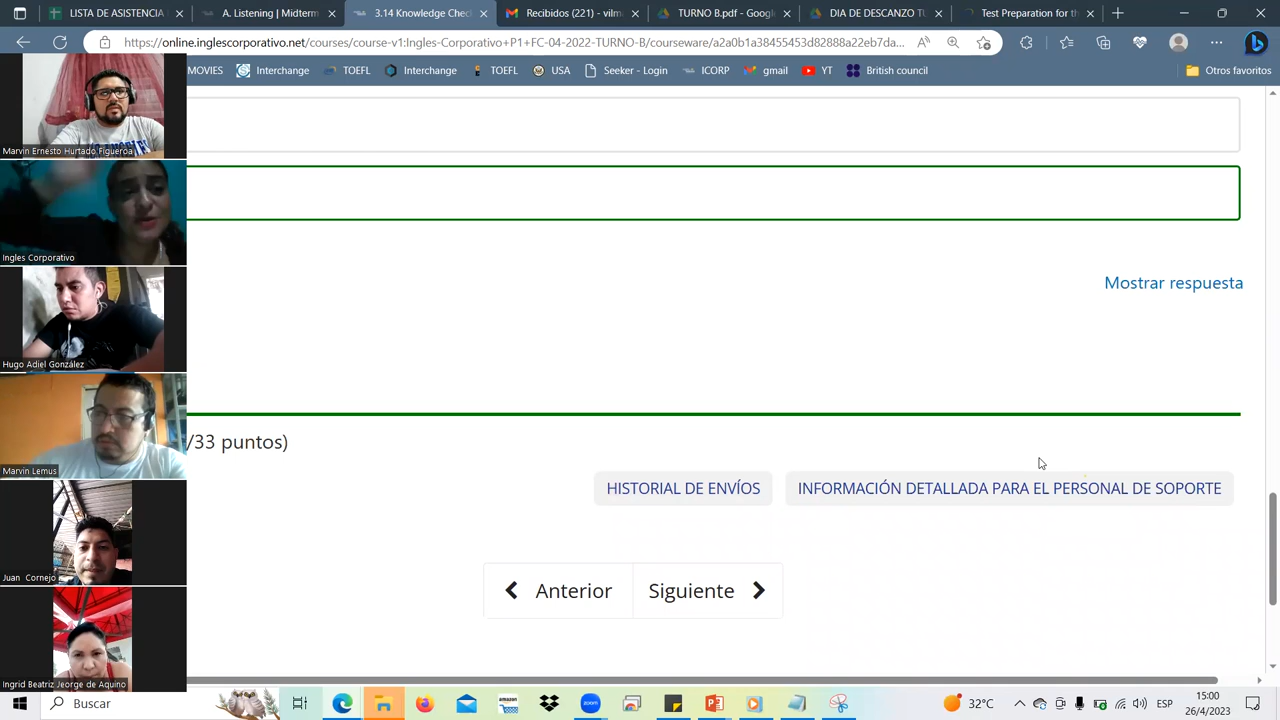 LISTA DE ASISTENCIA
A. Listening | Midterm
3.14 Knowledge Chec
Recibidos (221) - vilm
TURNO B.pdf - Googl
DIA DE DESCANZO TU
Test Preparation for th
https://online.inglescorporativo.net/courses/course-v1:Ingles-Corporativo+P1+FC-04-2022-TURNO-B/courseware/a2a0b1a38455453d82888a22eb7da...
MOVIES
Interchange
TOEFL
Interchange
TOEFL
USA
Seeker - Login
ICORP
gmail
YT
British council
Otros favoritos
Marvin Ernesto Hurtado Figueroa
Ingles Corporativo
Mostrar respuesta
Hugo Adiel González
/33 puntos)
Marvin Lemus
HISTORIAL DE ENVÍOS
INFORMACIÓN DETALLADA PARA EL PERSONAL DE SOPORTE
Juan Cornejo
Anterior
Siguiente
Ingrid Beatriz Jeorge de Aquino
Buscar
32°C
ESP
15:00
26/4/2023